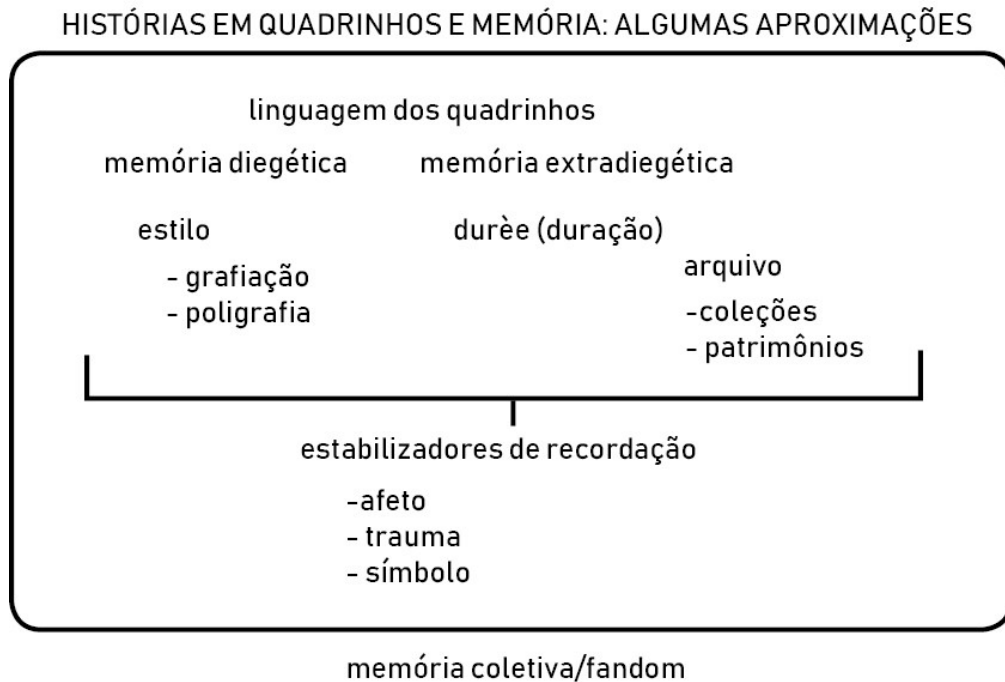 HISTÓRIAS EM QUADRINHOS E MEMÓRIA: ALGUMAS APROXIMAÇÕES
linguagem dos quadrinhos
memória diegética
memória extradiegética
estilo
- grafiação
- poligrafia
durèe (duração)
arquivo
-coleções
- patrimônios
estabilizadores de recordação
-afeto
- trauma
- símbolo
memória coletiva/fandom